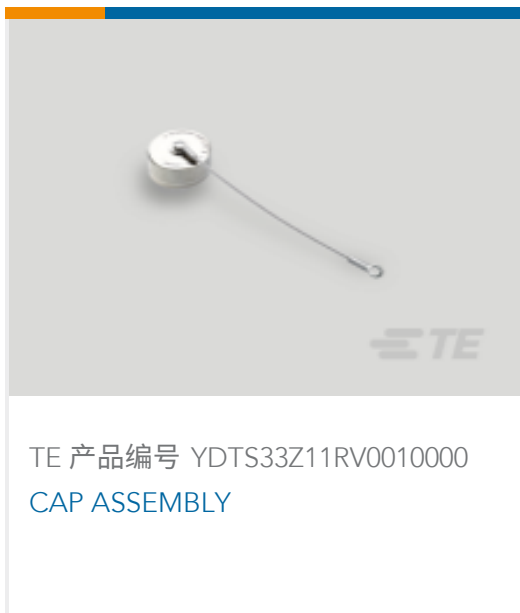 TE
TE 产品编号 YDTS33Z11RV0010000
CAP ASSEMBLY